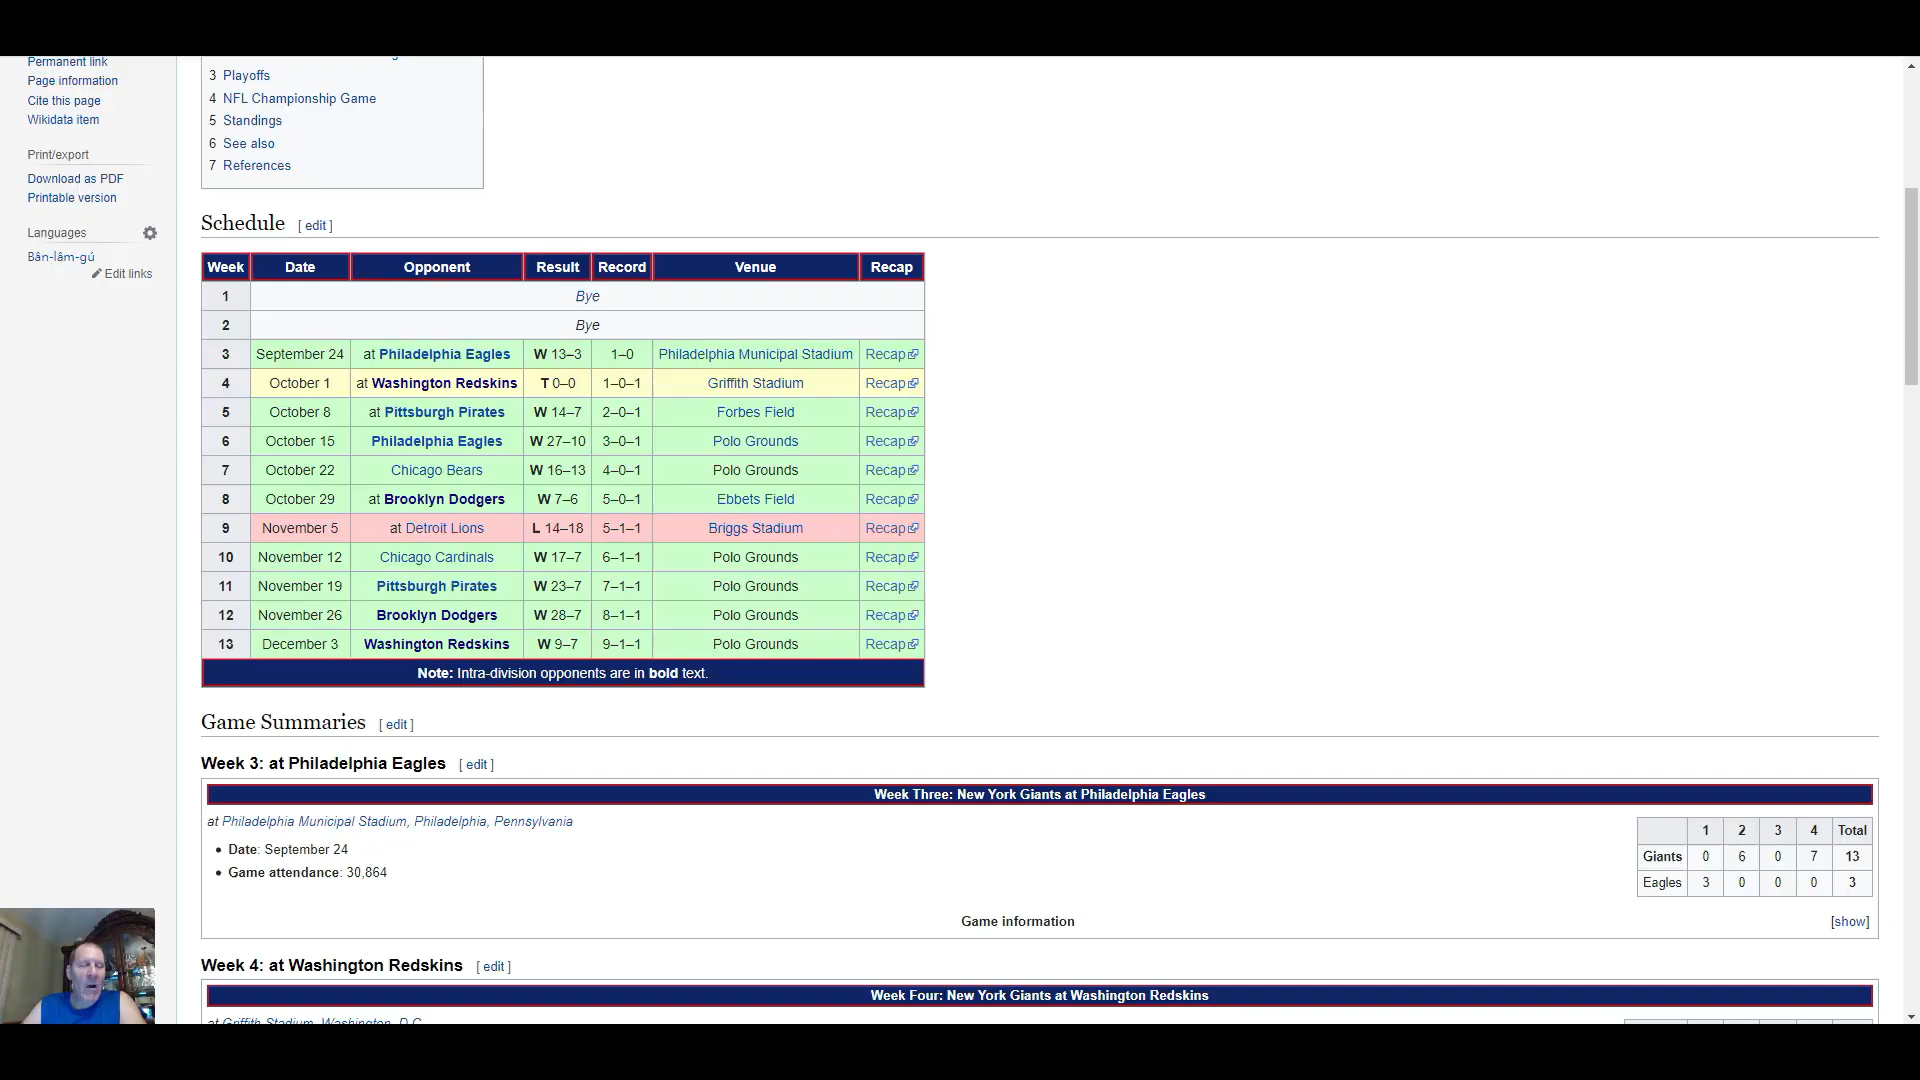 Permanent link
Page information
Cite this page
Wikidata item
Print/export
Download as PDF
Printable version
Languages
Bân-lâm-gú
Edit links
3 Playoffs
4 NFL Championship Game
5 Standings
6 See also
7 References
Schedule [ edit ]
Week Date Opponent Result Record Venue Recap
1 Bye
2 Bye
3 September 24 at Philadelphia Eagles W 13–3 1–0 Philadelphia Municipal Stadium Recap
4 October 1 at Washington Redskins T 0–0 1–0–1 Griffith Stadium Recap
5 October 8 at Pittsburgh Pirates W 14–7 2–0–1 Forbes Field Recap
6 October 15 Philadelphia Eagles W 27–10 3–0–1 Polo Grounds Recap
7 October 22 Chicago Bears W 16–13 4–0–1 Polo Grounds Recap
8 October 29 at Brooklyn Dodgers W 7–6 5–0–1 Ebbets Field Recap
9 November 5 at Detroit Lions L 14–18 5–1–1 Briggs Stadium Recap
10 November 12 Chicago Cardinals W 17–7 6–1–1 Polo Grounds Recap
11 November 19 Pittsburgh Pirates W 23–7 7–1–1 Polo Grounds Recap
12 November 26 Brooklyn Dodgers W 28–7 8–1–1 Polo Grounds Recap
13 December 3 Washington Redskins W 9–7 9–1–1 Polo Grounds Recap
Note: Intra-division opponents are in bold text.
Game Summaries [ edit ]
Week 3: at Philadelphia Eagles [ edit ]
Week Three: New York Giants at Philadelphia Eagles
at Philadelphia Municipal Stadium, Philadelphia, Pennsylvania
• Date: September 24
• Game attendance: 30,864
1 2 3 4 Total
Giants 0 6 0 7 13
Eagles 3 0 0 0 3
Game information [show]
Week 4: at Washington Redskins [ edit ]
Week Four: New York Giants at Washington Redskins
at Griffith Stadium, Washington, D.C.